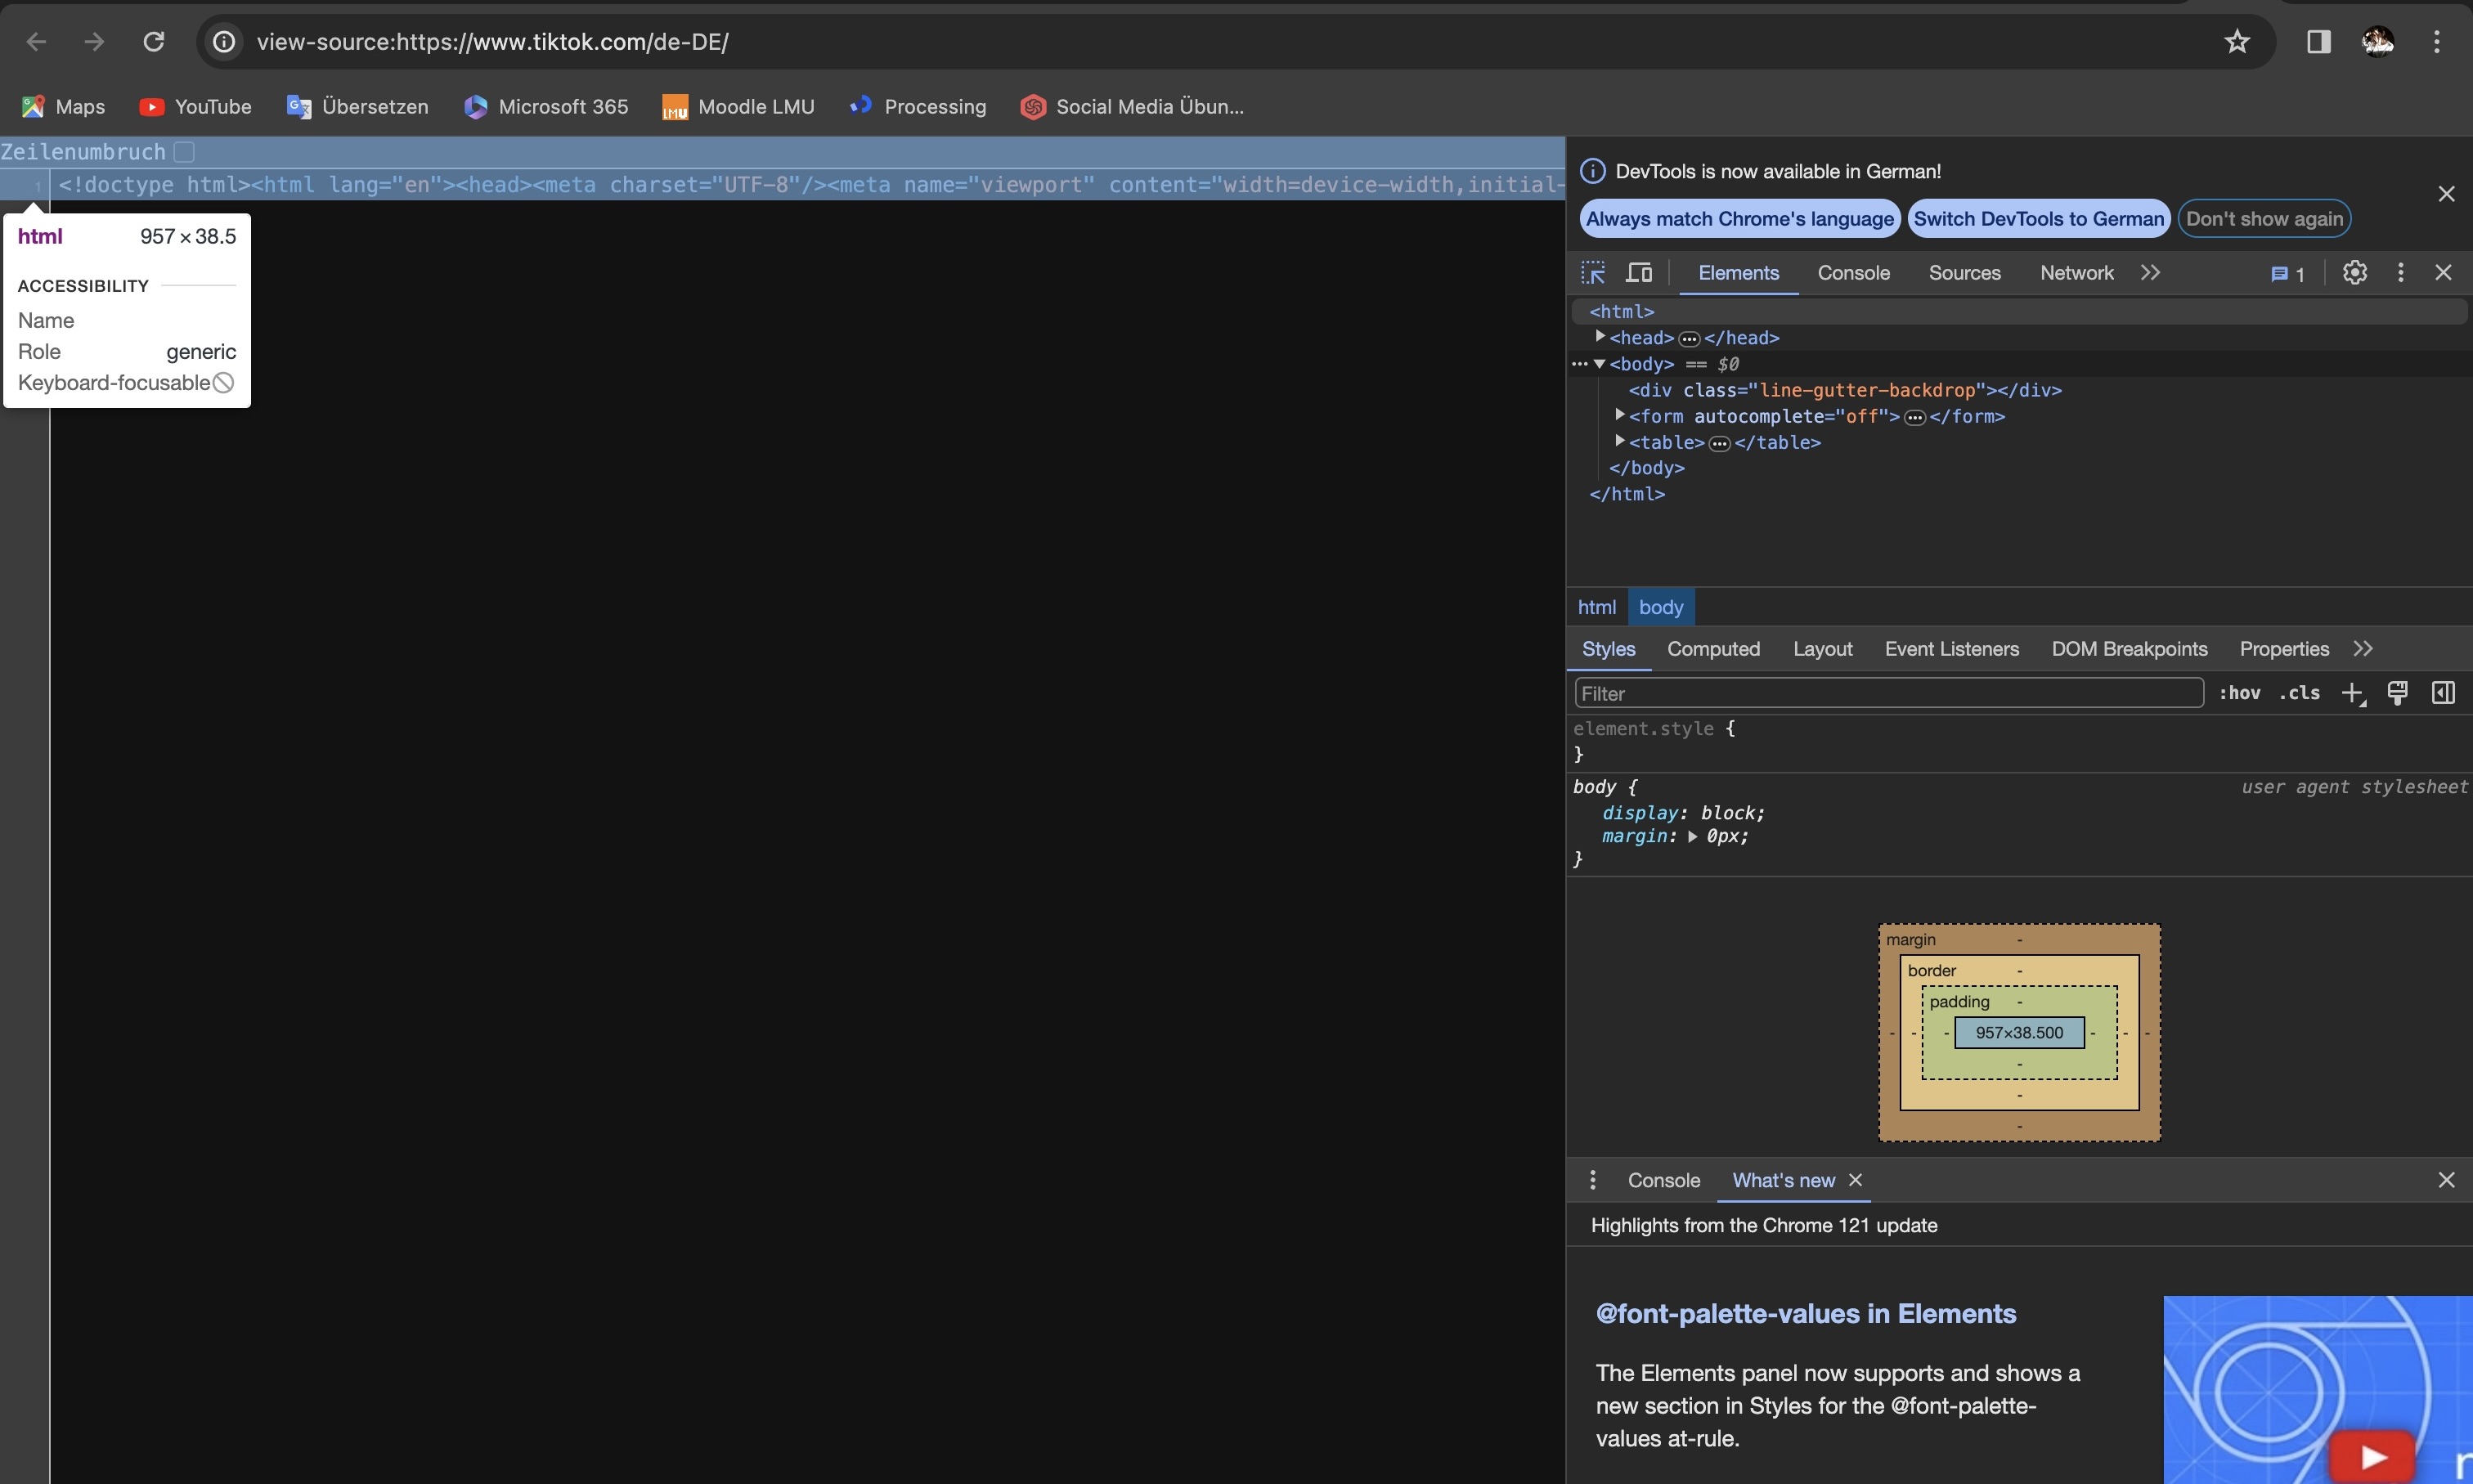 view-source:https://www.tiktok.com/de-DE/
Maps YouTube Übersetzen Microsoft 365 Moodle LMU Processing Social Media Übun...
Zeilenumbruch
1 <!doctype html><html lang="en"><head><meta charset="UTF-8"/><meta name="viewport" content="width=device-width,initial-
html 957 × 38.5
ACCESSIBILITY
Name
Role generic
Keyboard-focusable
DevTools is now available in German!
Always match Chrome's language Switch DevTools to German Don't show again
Elements Console Sources Network 1
<html>
<head> ... </head>
... <body> == $0
<div class="line-gutter-backdrop"></div>
<form autocomplete="off"> ... </form>
<table> ... </table>
</body>
</html>
html body
Styles Computed Layout Event Listeners DOM Breakpoints Properties
Filter :hov .cls
element.style {
}
body { user agent stylesheet
display: block;
margin: 0px;
}
margin -
border -
padding -
- - - 957×38.500 - - -
-
-
-
Console What's new
Highlights from the Chrome 121 update
@font-palette-values in Elements
The Elements panel now supports and shows a
new section in Styles for the @font-palette-
values at-rule.